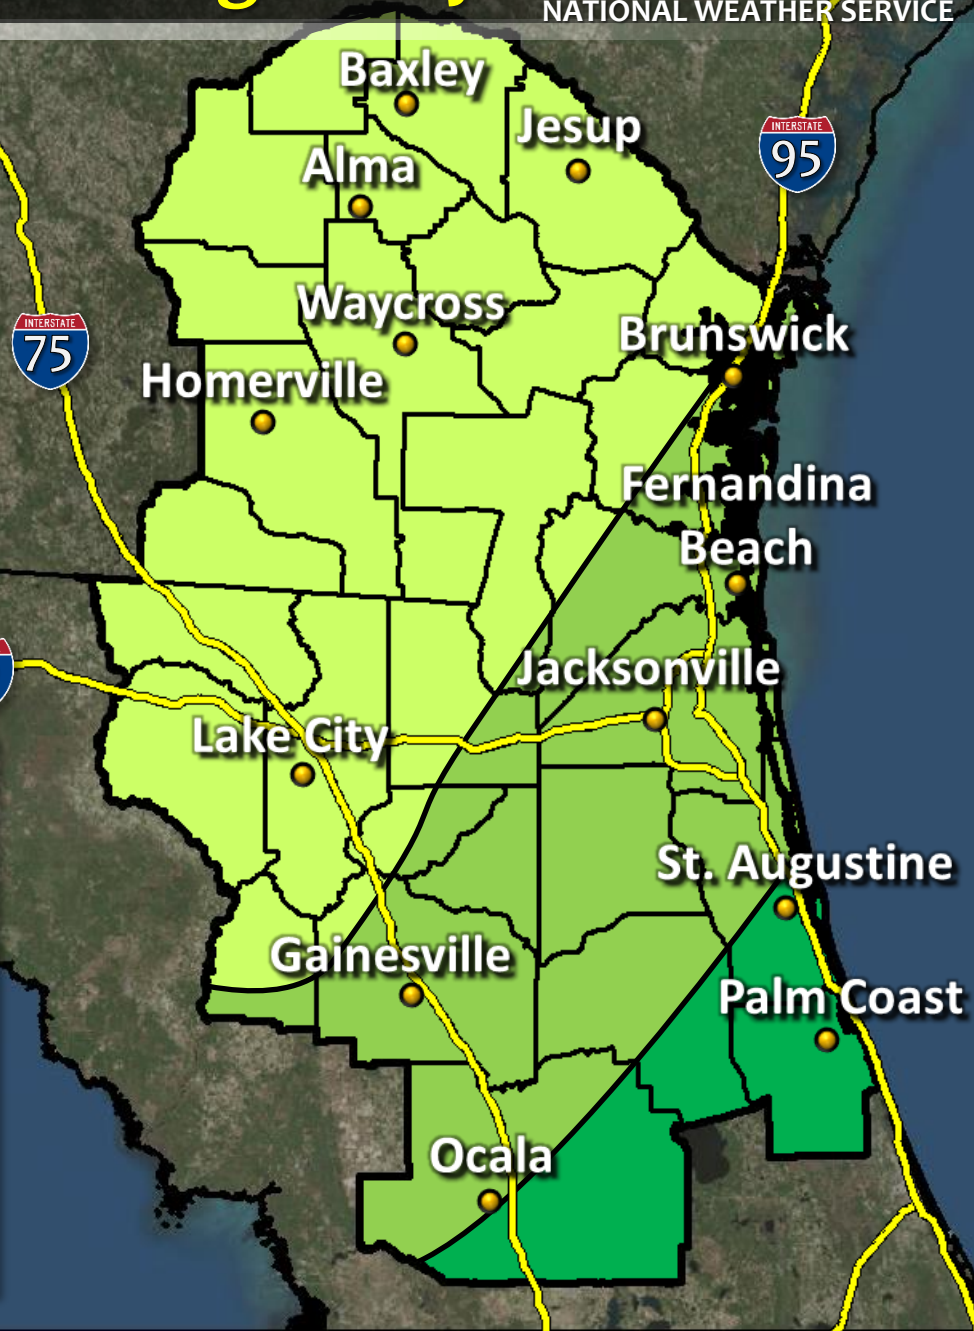 NATIONAL WEATHER SERVICE
Baxley
Jesup
INTERSTATE
95
Alma
Waycross
INTERSTATE
75
Brunswick
Homerville
Fernandina
Beach
Jacksonville
Lake City
St. Augustine
Gainesville
Palm Coast
Ocala